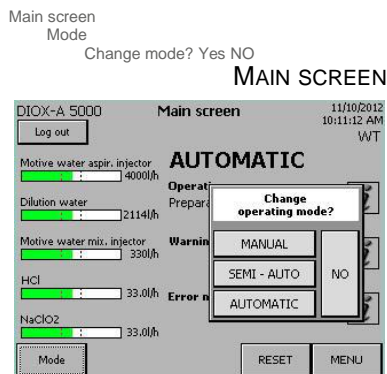 Main screen
Mode
Change mode? Yes NO
MAIN SCREEN
DIOX-A 5000
Main screen
11/10/2012
10:11:12 AM
Log out
WT
Motive water aspir. injector
4000l/h
AUTOMATIC
Operati
Prepara
Dilution water
2114l/h
Change
operating mode?
Motive water mix. injector
330l/h
Warnin
MANUAL
SEMI - AUTO
NO
AUTOMATIC
HCl
33.0l/h
Error n
NaClO2
33.0l/h
Mode
RESET
MENU